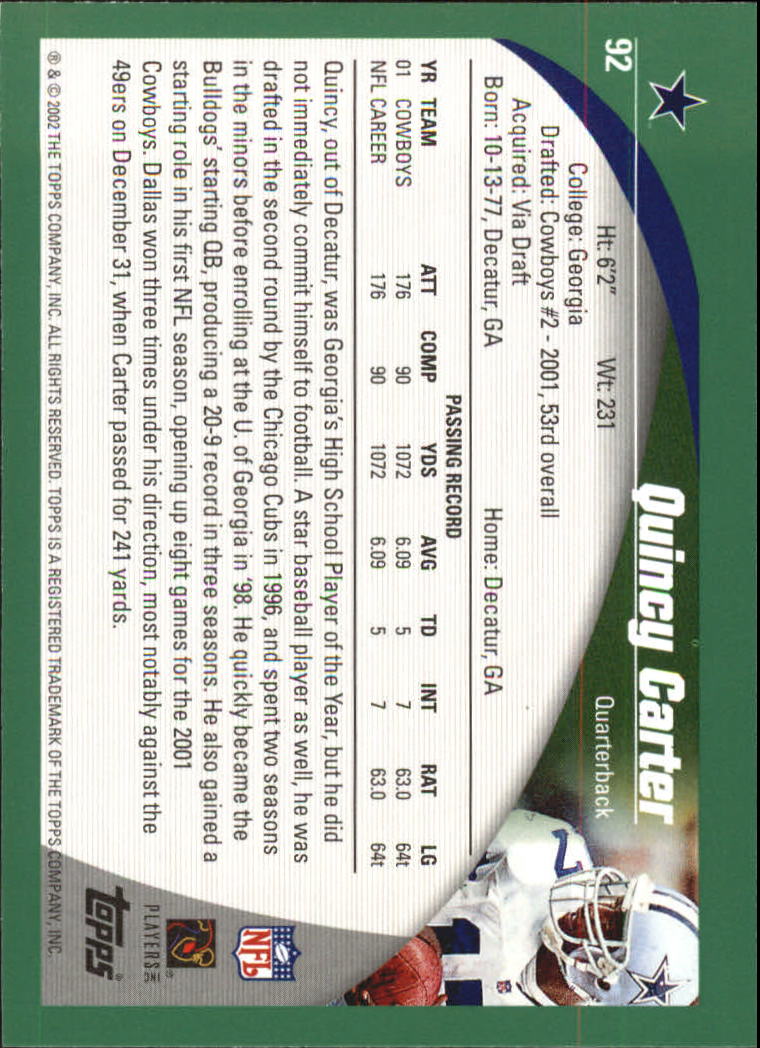 92
Quincy Carter
Quarterback
Ht: 6'2" Wt: 231
College: Georgia
Drafted: Cowboys #2 - 2001, 53rd overall
Acquired: Via Draft
Born: 10-13-77, Decatur, GA Home: Decatur, GA
PASSING RECORD
YR TEAM ATT COMP YDS AVG TD INT RAT LG
01 COWBOYS 176 90 1072 6.09 5 7 63.0 64t
NFL CAREER 176 90 1072 6.09 5 7 63.0 64t
Quincy, out of Decatur, was Georgia's High School Player of the Year, but he did
not immediately commit himself to football. A star baseball player as well, he was
drafted in the second round by the Chicago Cubs in 1996, and spent two seasons
in the minors before enrolling at the U. of Georgia in '98. He quickly became the
Bulldogs' starting QB, producing a 20-9 record in three seasons. He also gained a
starting role in his first NFL season, opening up eight games for the 2001
Cowboys. Dallas won three times under his direction, most notably against the
49ers on December 31, when Carter passed for 241 yards.
NFL
PLAYERS INC
topps®
® & © 2002 THE TOPPS COMPANY, INC. ALL RIGHTS RESERVED. TOPPS IS A REGISTERED TRADEMARK OF THE TOPPS COMPANY, INC.